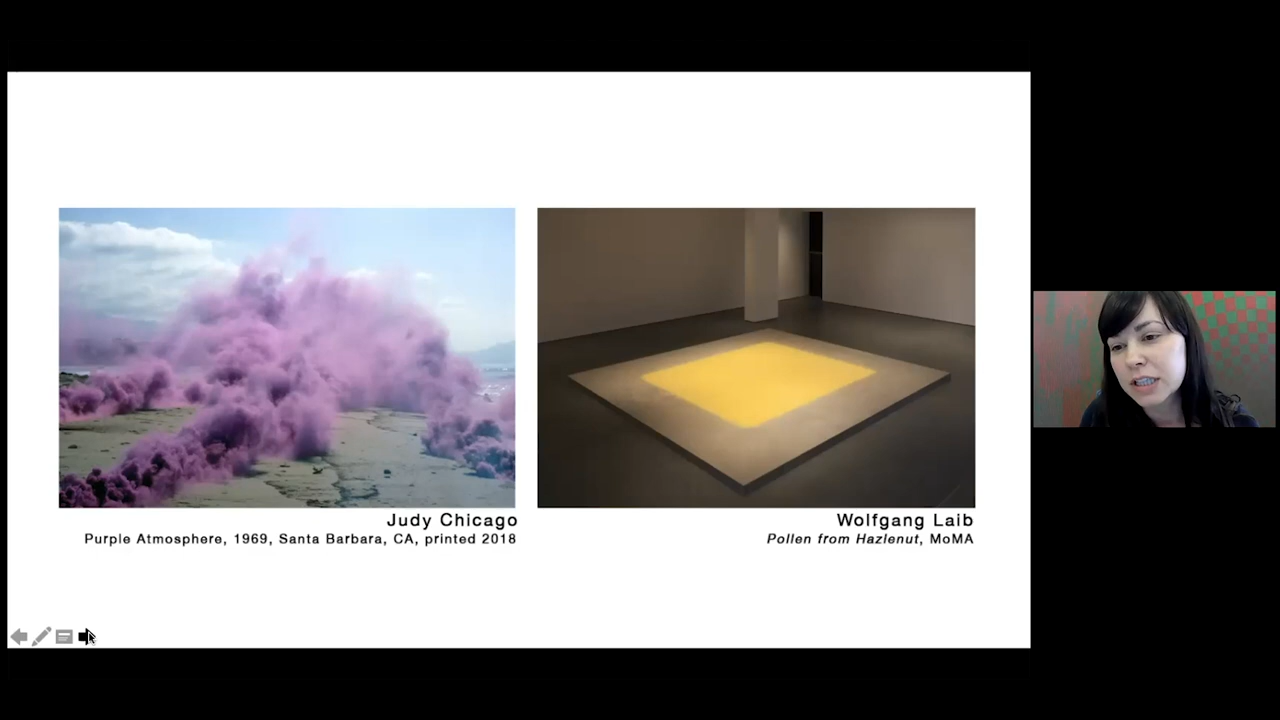 Judy Chicago
Purple Atmosphere, 1969, Santa Barbara, CA, printed 2018
Wolfgang Laib
Pollen from Hazlenut, MoMA